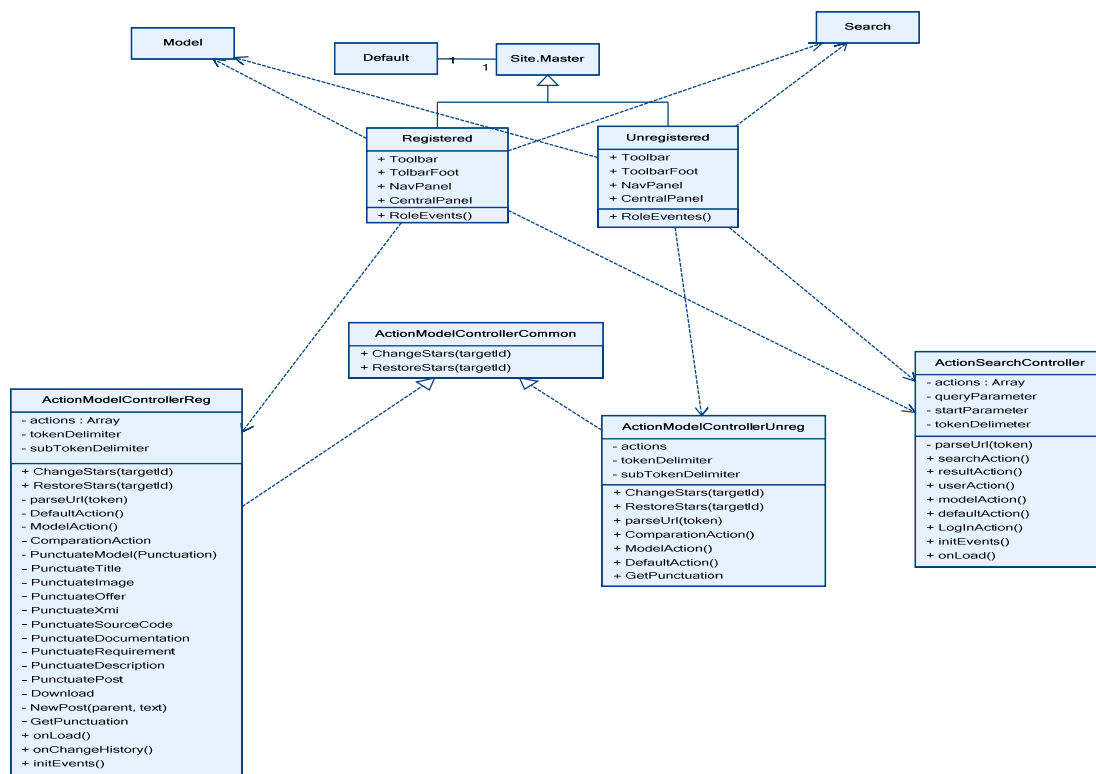 Model
Search
Default
1
1
Site.Master
Registered
+ Toolbar
+ TolbarFoot
+ NavPanel
+ CentralPanel
+ RoleEvents()
Unregistered
+ Toolbar
+ ToolbarFoot
+ NavPanel
+ CentralPanel
+ RoleEventes()
ActionModelControllerCommon
+ ChangeStars(targetId)
+ RestoreStars(targetId)
ActionSearchController
- actions : Array
- queryParameter
- startParameter
- tokenDelimeter
- parseUrl(token)
+ searchAction()
+ resultAction()
+ userAction()
+ modelAction()
+ defaultAction()
+ LogInAction()
+ initEvents()
+ onLoad()
ActionModelControllerReg
- actions : Array
- tokenDelimiter
- subTokenDelimiter
+ ChangeStars(targetId)
+ RestoreStars(targetId)
- parseUrl(token)
- DefaultAction()
- ModelAction()
- ComparationAction
- PunctuateModel(Punctuation)
- PunctuateTitle
- PunctuateImage
- PunctuateOffer
- PunctuateXmi
- PunctuateSourceCode
- PunctuateDocumentation
- PunctuateRequirement
- PunctuateDescription
- PunctuatePost
- Download
- NewPost(parent, text)
- GetPunctuation
+ onLoad()
+ onChangeHistory()
+ initEvents()
ActionModelControllerUnreg
- actions
- tokenDelimiter
- subTokenDelimiter
+ ChangeStars(targetId)
+ RestoreStars(targetId)
+ parseUrl(token)
+ ComparationAction()
+ ModelAction()
+ DefaultAction()
+ GetPunctuation